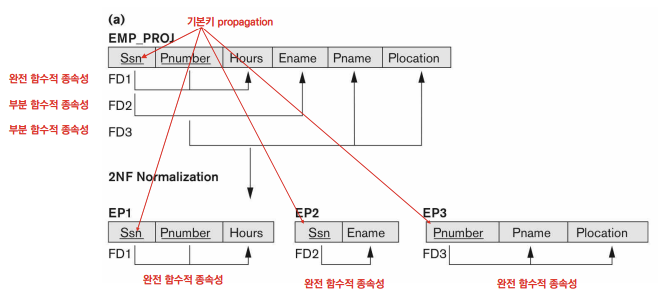 (a)
기본키 propagation
EMP_PROJ
Ssn Pnumber Hours Ename Pname Plocation
완전 함수적 종속성 FD1
부분 함수적 종속성 FD2
부분 함수적 종속성 FD3
2NF Normalization
EP1 EP2 EP3
Ssn Pnumber Hours Ssn Ename Pnumber Pname Plocation
FD1 FD2 FD3
완전 함수적 종속성 완전 함수적 종속성 완전 함수적 종속성